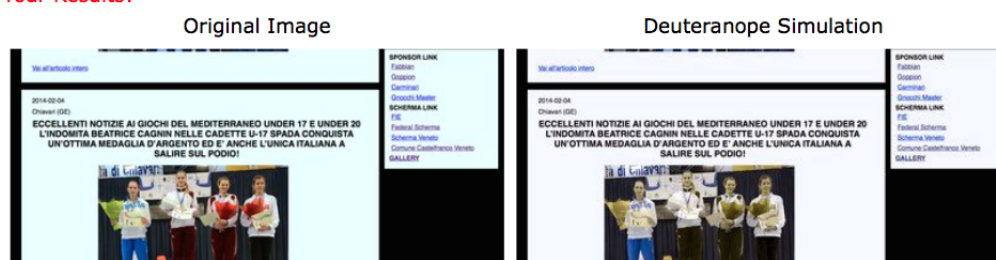 Your Results:
Original Image
Deuteranope Simulation
Vai all'articolo intero
2014-02-04
Chiavari (GE)
ECCELLENTI NOTIZIE AI GIOCHI DEL MEDITERRANEO UNDER 17 E UNDER 20
L'INDOMITA BEATRICE CAGNIN NELLE CADETTE U-17 SPADA CONQUISTA
UN'OTTIMA MEDAGLIA D'ARGENTO ED E' ANCHE L'UNICA ITALIANA A
SALIRE SUL PODIO!
di Chiavari
SPONSOR LINK
Fabbian
Goppion
Carminari
Gnocchi Master
SCHERMA LINK
FIE
Federal Scherma
Scherma Veneto
Comune Castelfranco Veneto
GALLERY
Vai all'articolo intero
2014-02-04
Chiavari (GE)
ECCELLENTI NOTIZIE AI GIOCHI DEL MEDITERRANEO UNDER 17 E UNDER 20
L'INDOMITA BEATRICE CAGNIN NELLE CADETTE U-17 SPADA CONQUISTA
UN'OTTIMA MEDAGLIA D'ARGENTO ED E' ANCHE L'UNICA ITALIANA A
SALIRE SUL PODIO!
di Chiavari
SPONSOR LINK
Fabbian
Goppion
Carminari
Gnocchi Master
SCHERMA LINK
FIE
Federal Scherma
Scherma Veneto
Comune Castelfranco Veneto
GALLERY